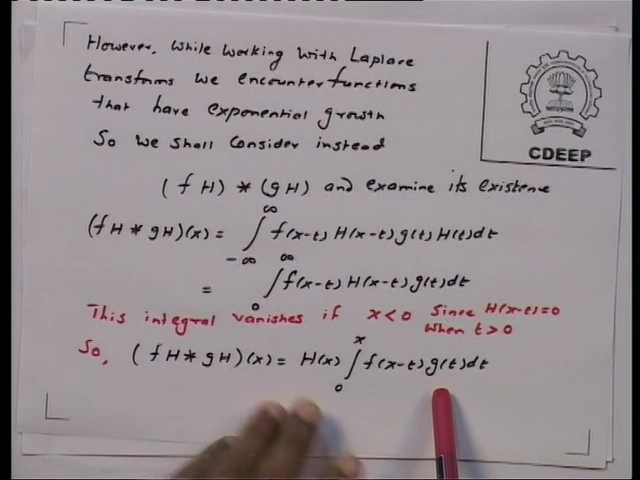 However, while working with Laplace
transforms we encounter functions
that have exponential growth
So we shall consider instead
CDEEP
(f H) * (g H) and examine its existence
(fH * gH)(x) = ∫_{-∞}^{∞} f(x-t) H(x-t) g(t) H(t) dt
= ∫_0^∞ f(x-t) H(x-t) g(t) dt
This integral vanishes if x<0 Since H(x-t)=0
when t>0
So, (fH * gH)(x) = H(x) ∫_0^x f(x-t) g(t) dt